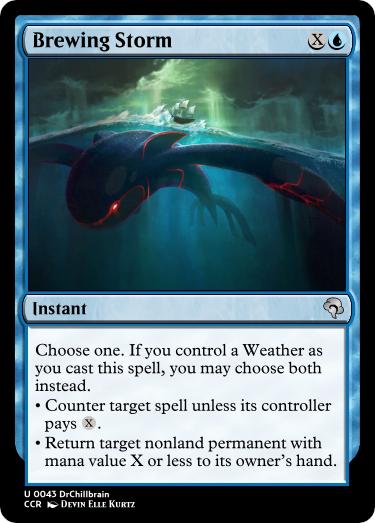 Brewing Storm X
Instant
Choose one. If you control a Weather as
you cast this spell, you may choose both
instead.
• Counter target spell unless its controller
pays X.
• Return target nonland permanent with
mana value X or less to its owner's hand.
U 0043 DrChillbrain
CCR Devin Elle Kurtz